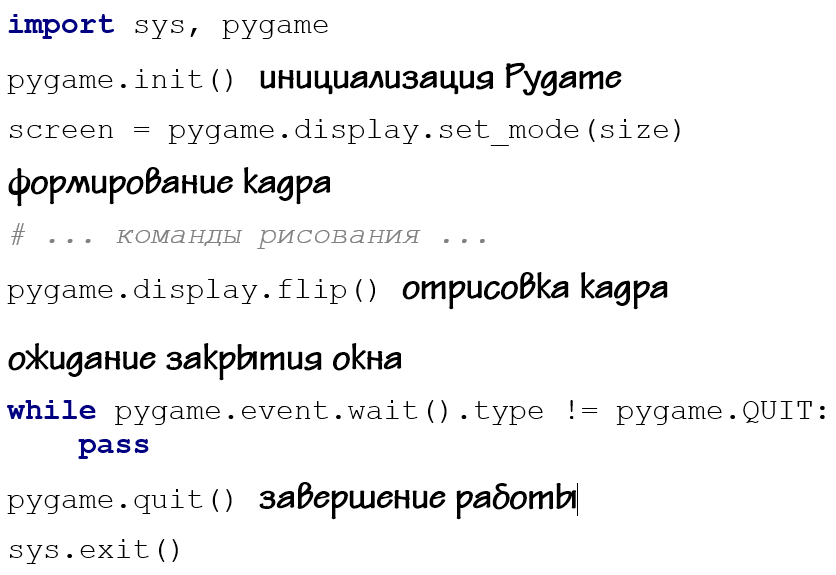 import sys, pygame
pygame.init() инициализация Pygame
screen = pygame.display.set_mode(size)
формирование кадра
# ... команды рисования ...
pygame.display.flip() отрисовка кадра
ожидание закрытия окна
while pygame.event.wait().type != pygame.QUIT:
    pass
pygame.quit() завершение работы
sys.exit()